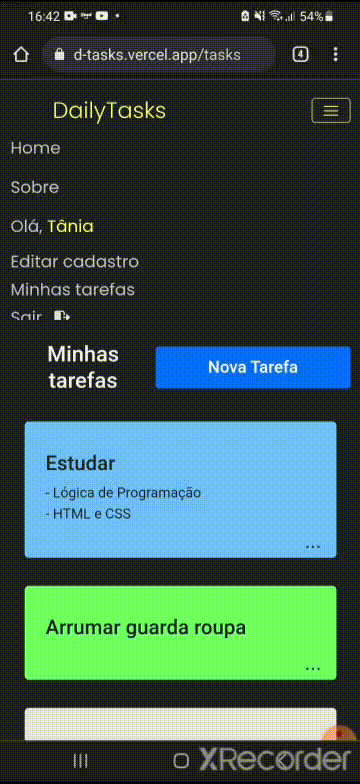 16:42 54%
d-tasks.vercel.app/tasks 4
DailyTasks
Home
Sobre
Olá, Tânia
Editar cadastro
Minhas tarefas
Sair
Minhas
tarefas
Nova Tarefa
Estudar
- Lógica de Programação
- HTML e CSS
...
Arrumar guarda roupa
...
XRecorder